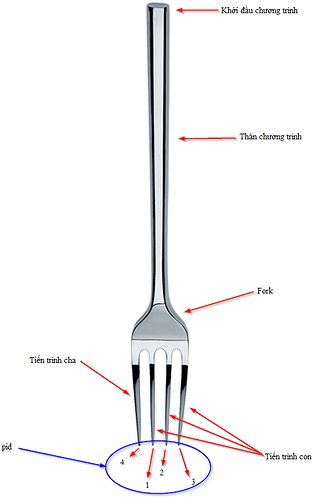 Khởi đầu chương trình
Thân chương trình
Fork
Tiến trình cha
Tiến trình con
pid
4
2
1
3